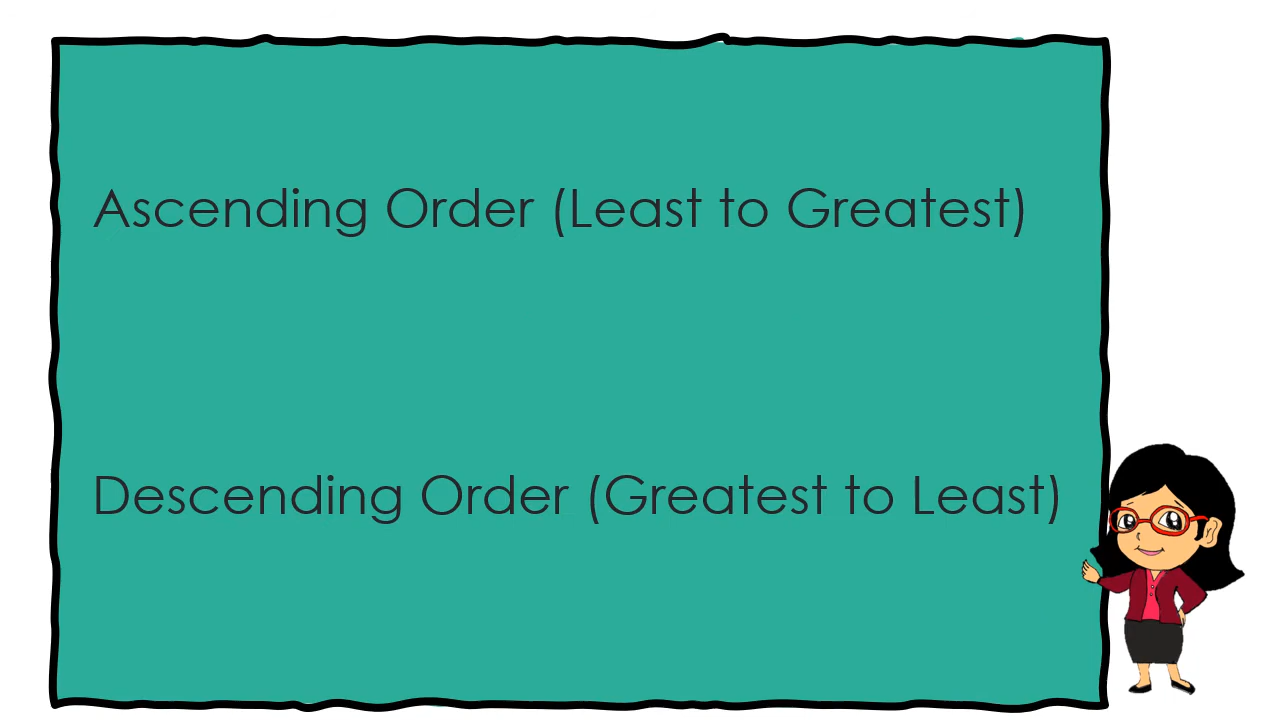 Ascending Order (Least to Greatest)
Descending Order (Greatest to Least)